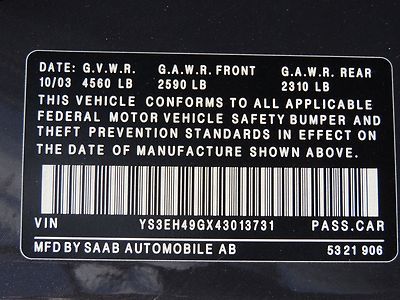 DATE: G.V.W.R. G.A.W.R. FRONT G.A.W.R. REAR
10/03 4560 LB 2590 LB 2310 LB
THIS VEHICLE CONFORMS TO ALL APPLICABLE
FEDERAL MOTOR VEHICLE SAFETY BUMPER AND
THEFT PREVENTION STANDARDS IN EFFECT ON
THE DATE OF MANUFACTURE SHOWN ABOVE.
VIN YS3EH49GX43013731 PASS.CAR
MFD BY SAAB AUTOMOBILE AB 53 21 906